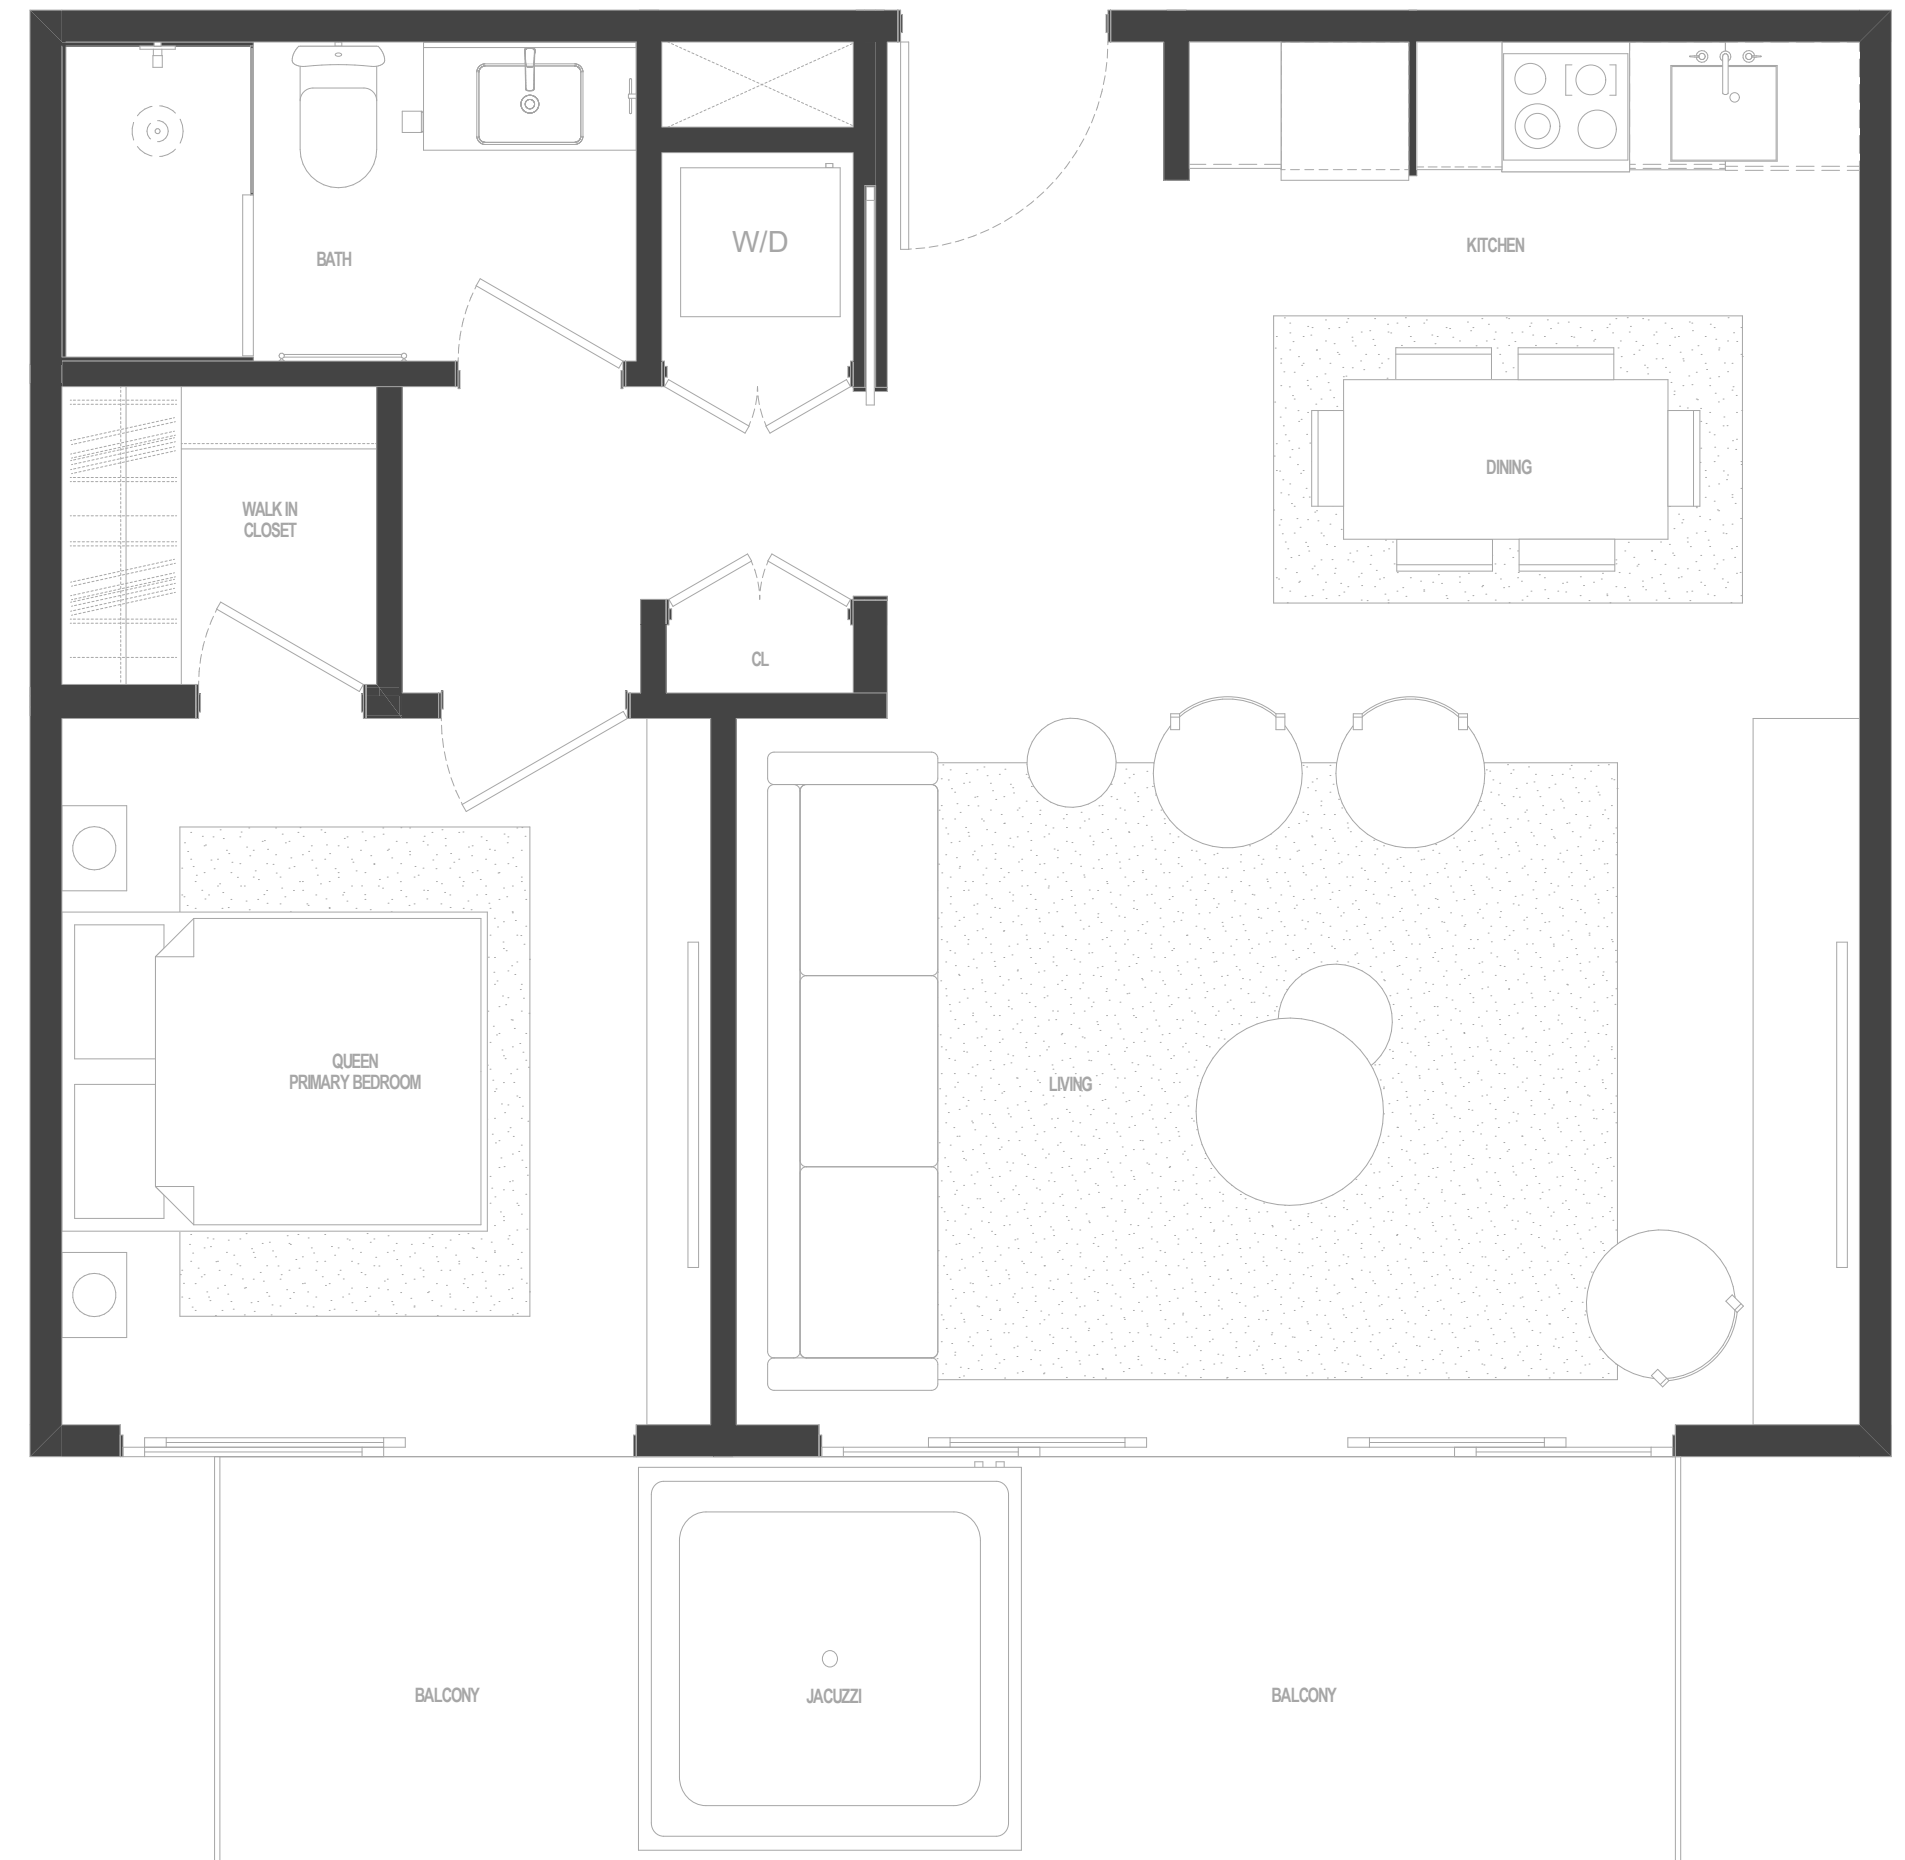 W/D
KITCHEN
BATH
DINING
WALK IN
CLOSET
CL
QUEEN
PRIMARY BEDROOM
LIVING
BALCONY
JACUZZI
BALCONY